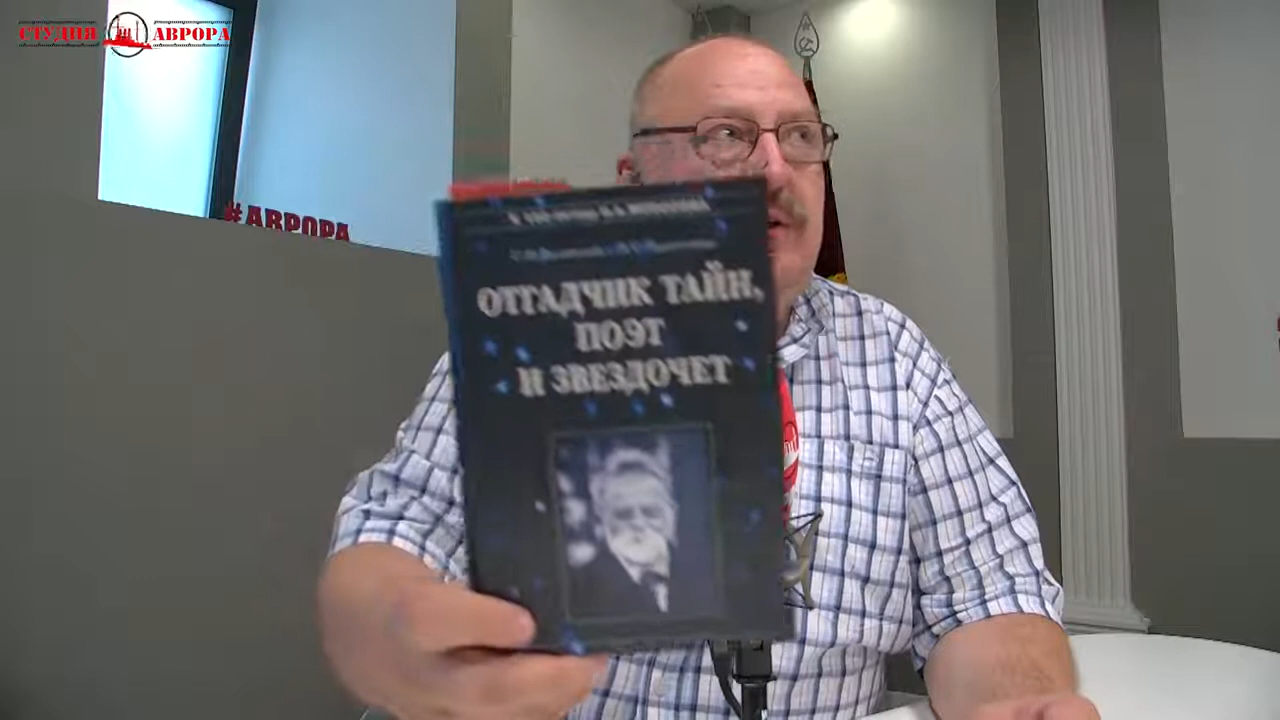 СТУДИЯ АВРОРА
#АВРОРА
ОТГАДЧИК ТАЙН,
ПОЭТ
И ЗВЕЗДОЧЕТ